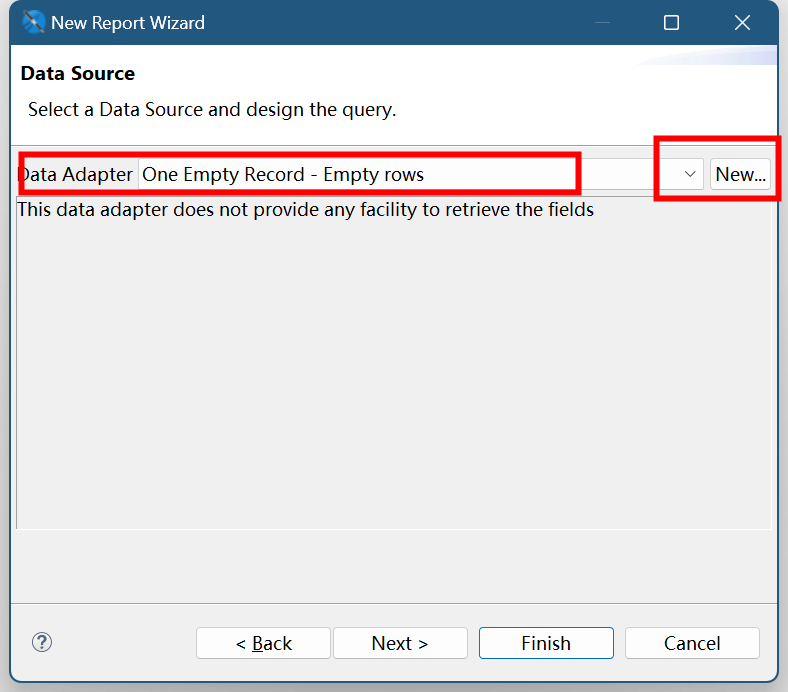 New Report Wizard
Data Source
Select a Data Source and design the query.
Data Adapter One Empty Record - Empty rows New...
This data adapter does not provide any facility to retrieve the fields
? < Back Next > Finish Cancel